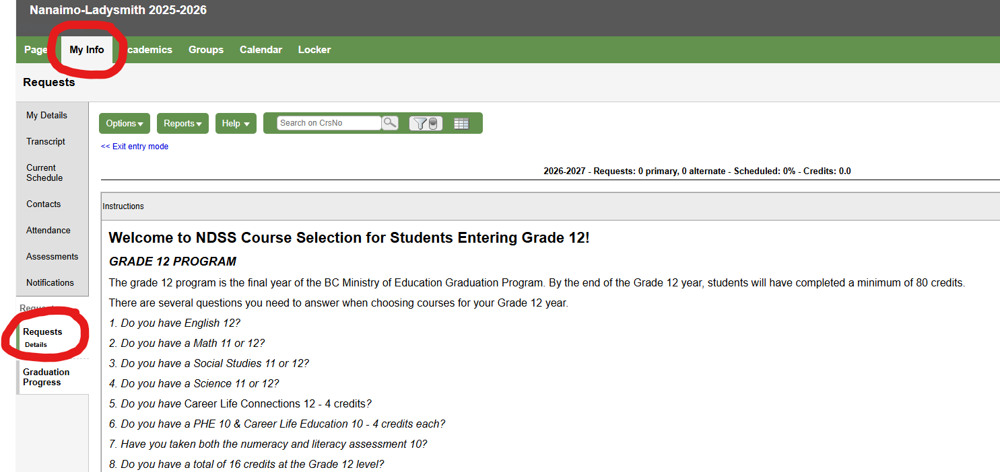 Nanaimo-Ladysmith 2025-2026
My Info Groups Calendar Locker
Requests
My Details
Transcript
Current
Schedule
Contacts
Attendance
Assessments
Notifications
Requests
Details
Graduation
Progress
Options Reports Help Search on CrsNo
<< Exit entry mode
2026-2027 - Requests: 0 primary, 0 alternate - Scheduled: 0% - Credits: 0.0
Instructions
Welcome to NDSS Course Selection for Students Entering Grade 12!
GRADE 12 PROGRAM
The grade 12 program is the final year of the BC Ministry of Education Graduation Program. By the end of the Grade 12 year, students will have completed a minimum of 80 credits.
There are several questions you need to answer when choosing courses for your Grade 12 year.
1. Do you have English 12?
2. Do you have a Math 11 or 12?
3. Do you have a Social Studies 11 or 12?
4. Do you have a Science 11 or 12?
5. Do you have Career Life Connections 12 - 4 credits?
6. Do you have a PHE 10 & Career Life Education 10 - 4 credits each?
7. Have you taken both the numeracy and literacy assessment 10?
8. Do you have a total of 16 credits at the Grade 12 level?